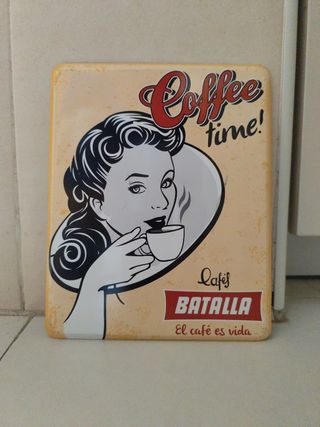 Coffee
time!
Cafés
BATALLA
El café es vida